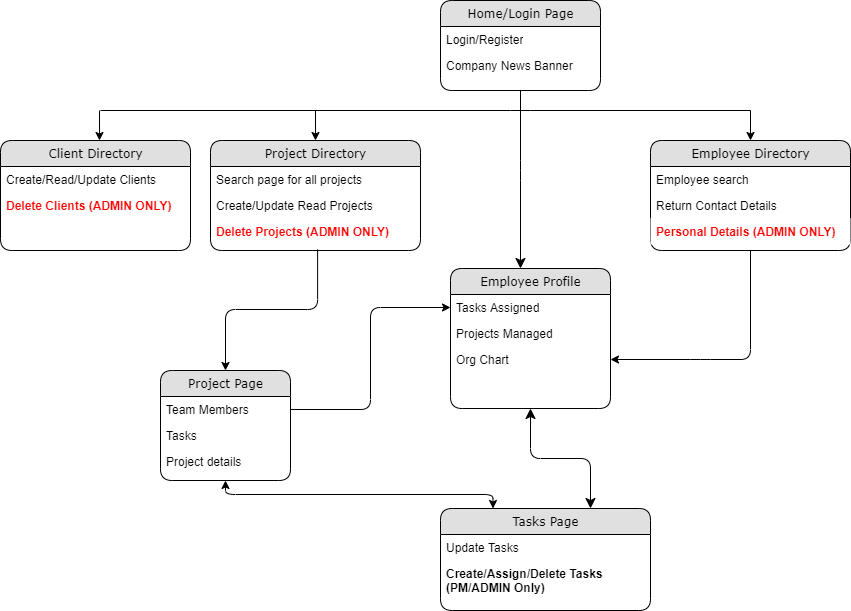 Home/Login Page
Login/Register
Company News Banner
Client Directory
Create/Read/Update Clients
Delete Clients (ADMIN ONLY)
Project Directory
Search page for all projects
Create/Update Read Projects
Delete Projects (ADMIN ONLY)
Employee Directory
Employee search
Return Contact Details
Personal Details (ADMIN ONLY)
Employee Profile
Tasks Assigned
Projects Managed
Org Chart
Project Page
Team Members
Tasks
Project details
Tasks Page
Update Tasks
Create/Assign/Delete Tasks
(PM/ADMIN Only)